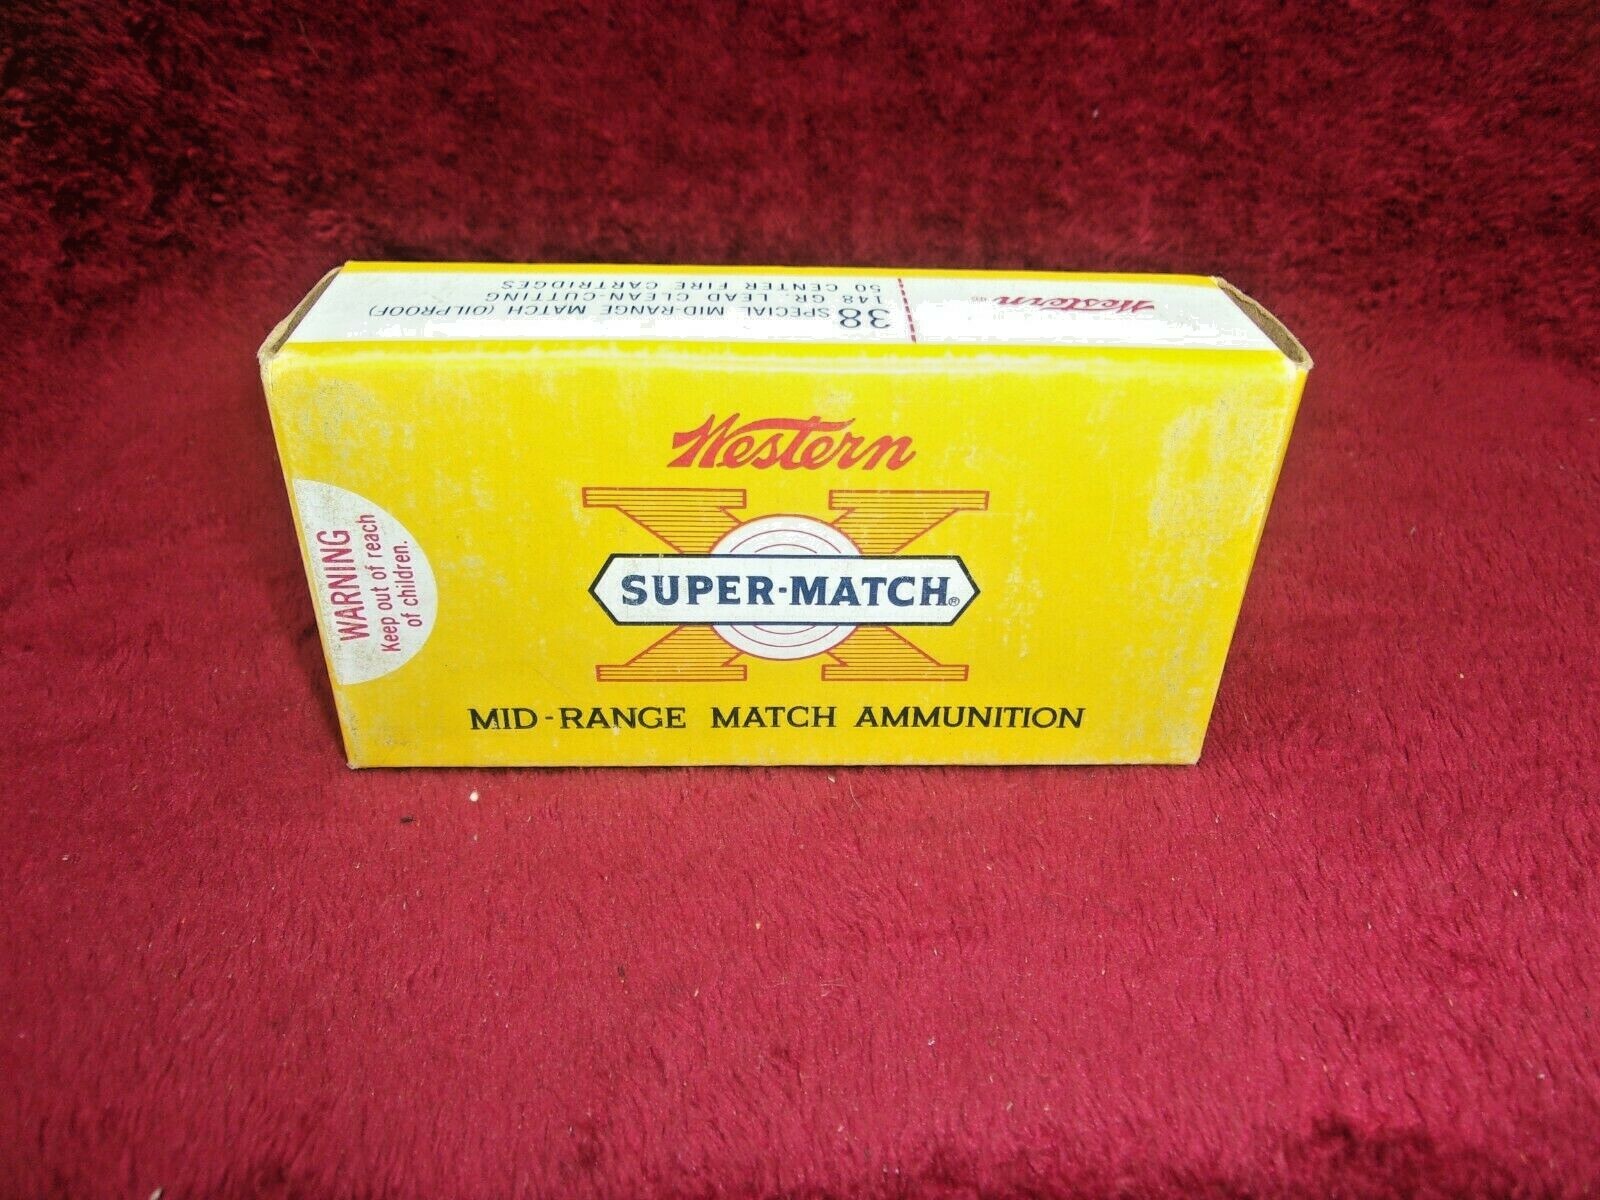 Western
38 SPECIAL MID-RANGE MATCH (OILPROOF)
148 GR. LEAD CLEAN-CUTTING
50 CENTER FIRE CARTRIDGES
Western
X
SUPER-MATCH®
MID-RANGE MATCH AMMUNITION
WARNING
Keep out of reach
of children.